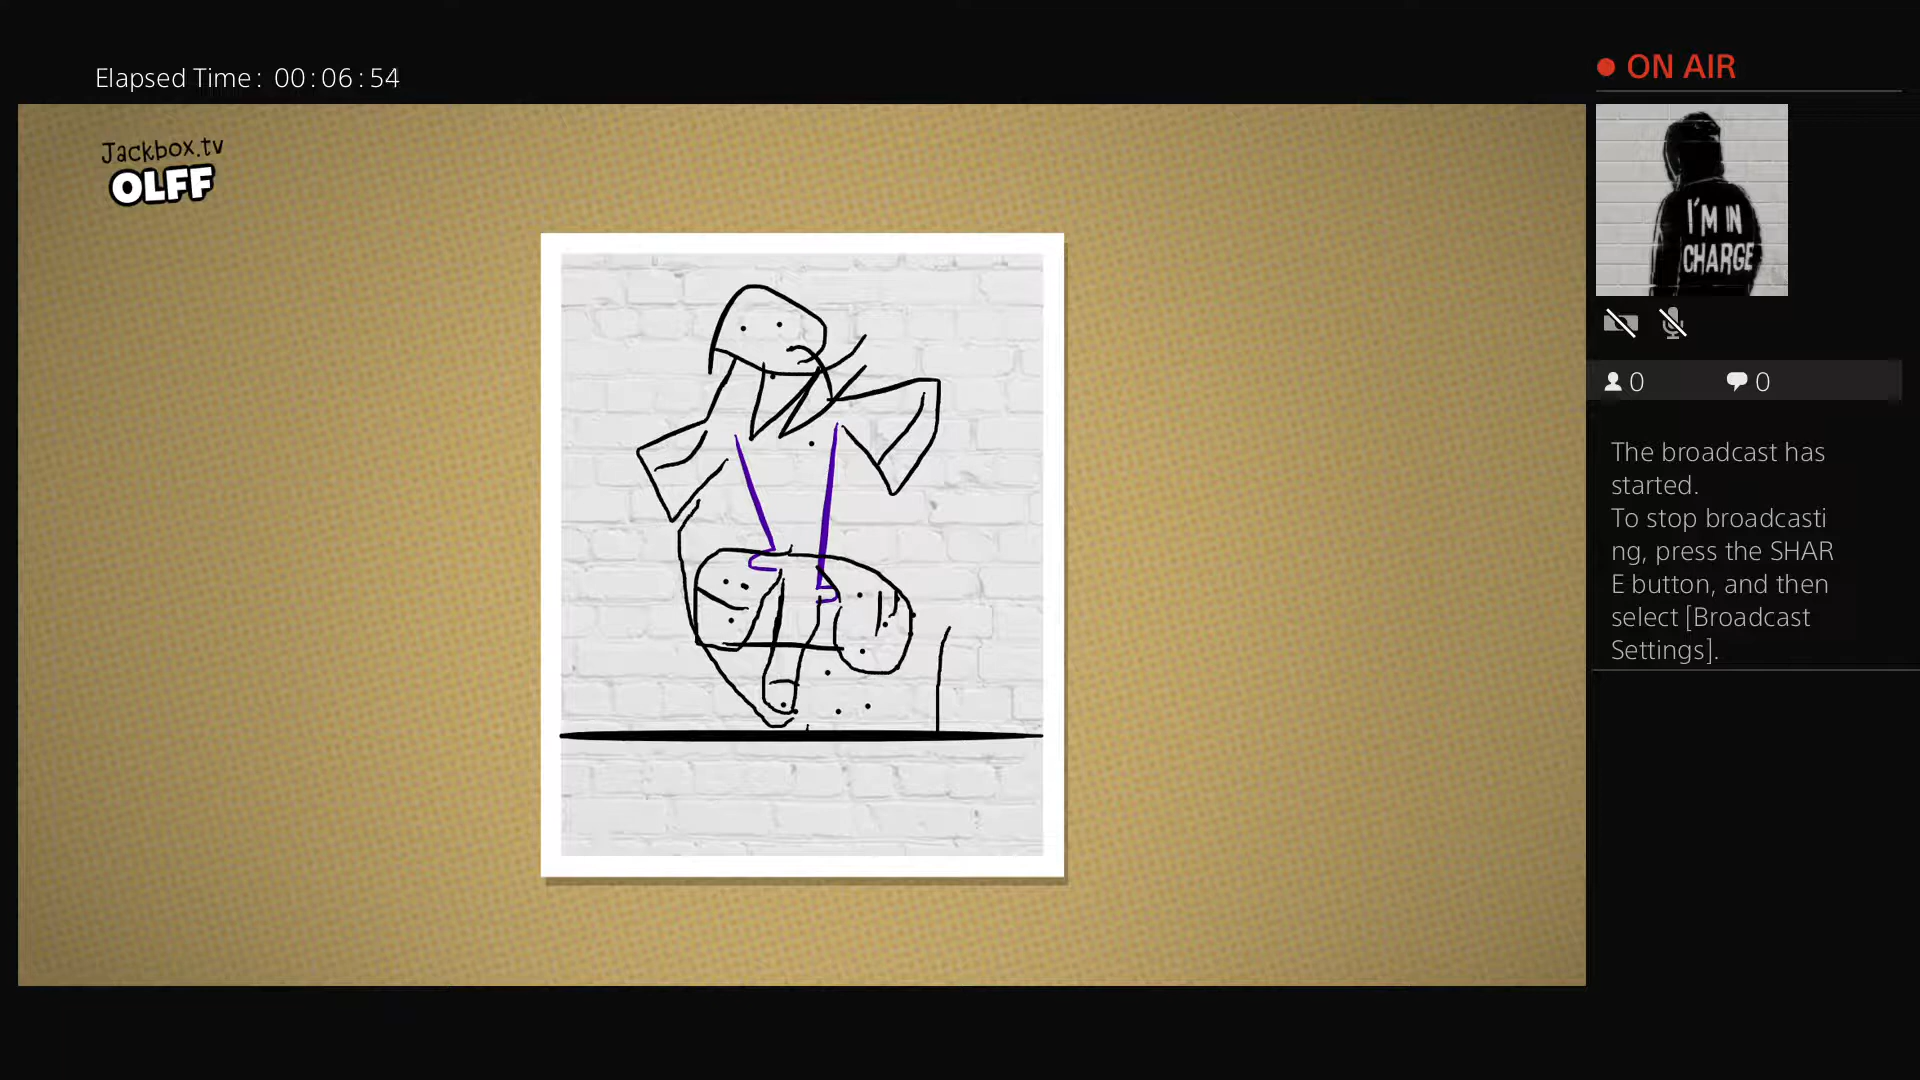 Elapsed Time: 00:06:54
ON AIR
Jackbox.tv
OLFF
I'M IN
CHARGE
0
0
The broadcast has
started.
To stop broadcasti
ng, press the SHAR
E button, and then
select [Broadcast
Settings].